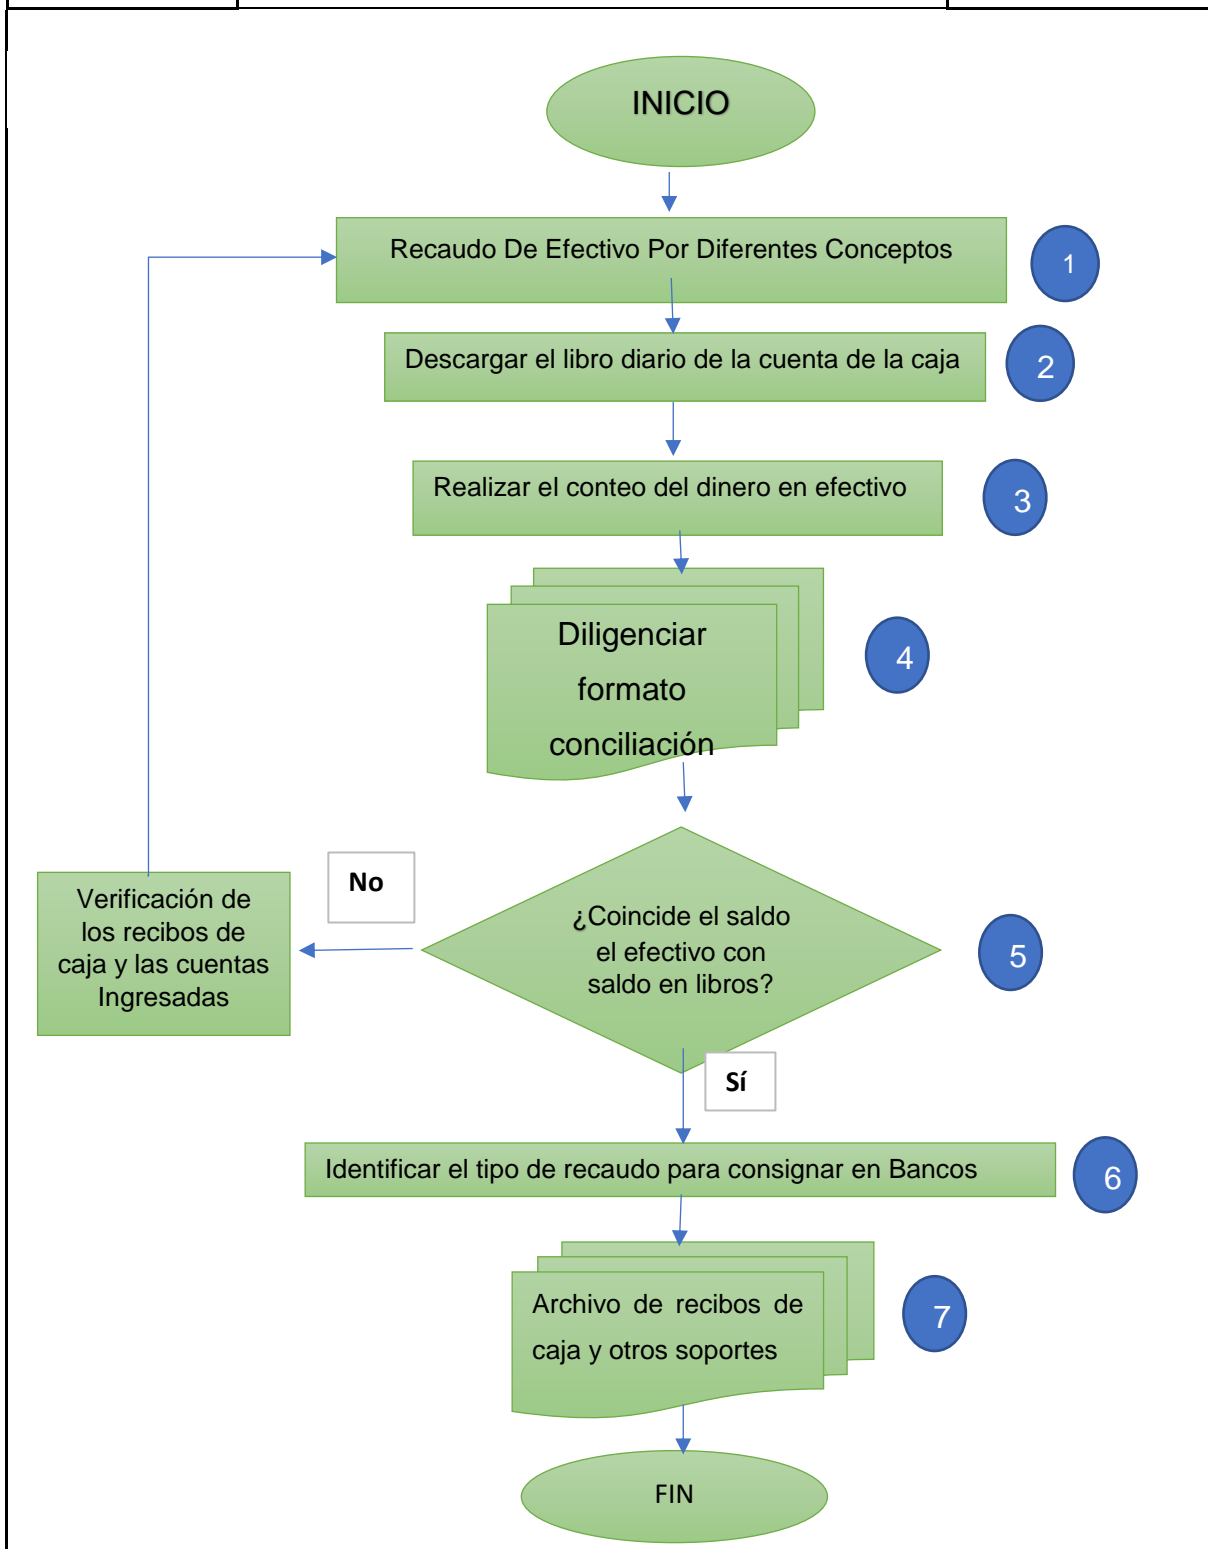 INICIO
Recaudo De Efectivo Por Diferentes Conceptos
1
Descargar el libro diario de la cuenta de la caja
2
Realizar el conteo del dinero en efectivo
3
Diligenciar
formato
conciliación
4
No
Verificación de
los recibos de
caja y las cuentas
Ingresadas
¿Coincide el saldo
el efectivo con
saldo en libros?
5
Sí
Identificar el tipo de recaudo para consignar en Bancos
6
Archivo de recibos de
caja y otros soportes
7
FIN